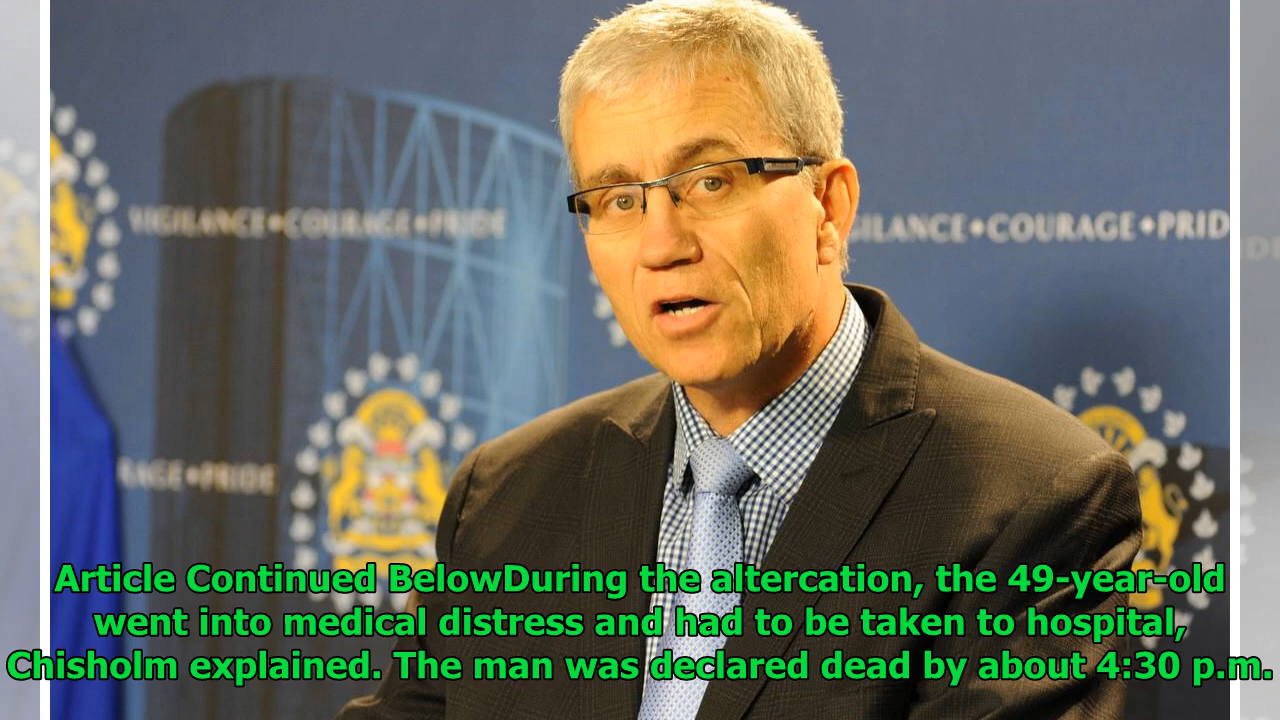 VIGILANCE♦COURAGE♦PRIDE
GILANCE♦COURAGE♦PRID
RAGE♦PRIDE
Article Continued BelowDuring the altercation, the 49-year-old
went into medical distress and had to be taken to hospital,
Chisholm explained. The man was declared dead by about 4:30 p.m.